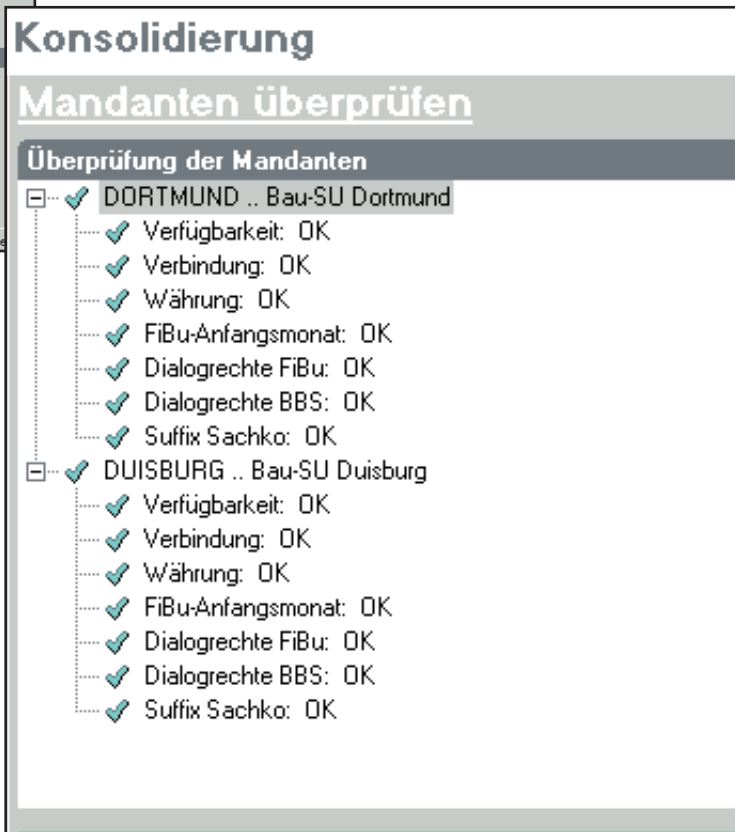 Konsolidierung
Mandanten überprüfen
Überprüfung der Mandanten
DORTMUND .. Bau-SU Dortmund
Verfügbarkeit: OK
Verbindung: OK
Währung: OK
FiBu-Anfangsmonat: OK
Dialogrechte FiBu: OK
Dialogrechte BBS: OK
Suffix Sachko: OK
DUISBURG .. Bau-SU Duisburg
Verfügbarkeit: OK
Verbindung: OK
Währung: OK
FiBu-Anfangsmonat: OK
Dialogrechte FiBu: OK
Dialogrechte BBS: OK
Suffix Sachko: OK